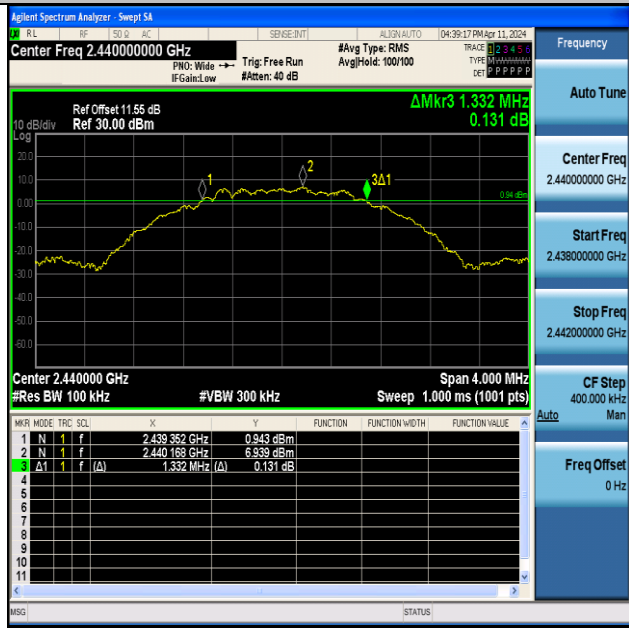 Agilent Spectrum Analyzer - Swept SA
RL RF 50 Ω AC SENSE:INT ALIGN AUTO 04:39:17 PM Apr 11, 2024
Center Freq 2.440000000 GHz #Avg Type: RMS TRACE 1 2 3 4 5 6
PNO: Wide Trig: Free Run Avg|Hold: 100/100 TYPE M
IFGain:Low #Atten: 40 dB DET P P P P P P
ΔMkr3 1.332 MHz
0.131 dB
Ref Offset 11.55 dB
10 dB/div Ref 30.00 dBm
Log
20.0
10.0
0.00
-10.0
-20.0
-30.0
-40.0
-50.0
-60.0
1
2
3Δ1
0.94 dBm
Center 2.440000 GHz Span 4.000 MHz
#Res BW 100 kHz #VBW 300 kHz Sweep 1.000 ms (1001 pts)
MKR MODE TRC SCL X Y FUNCTION FUNCTION WIDTH FUNCTION VALUE
1 N 1 f 2.439 352 GHz 0.943 dBm
2 N 1 f 2.440 168 GHz 6.939 dBm
3 Δ1 1 f (Δ) 1.332 MHz (Δ) 0.131 dB
4
5
6
7
8
9
10
11
MSG STATUS
Frequency
Auto Tune
Center Freq
2.440000000 GHz
Start Freq
2.438000000 GHz
Stop Freq
2.442000000 GHz
CF Step
400.000 kHz
Auto Man
Freq Offset
0 Hz